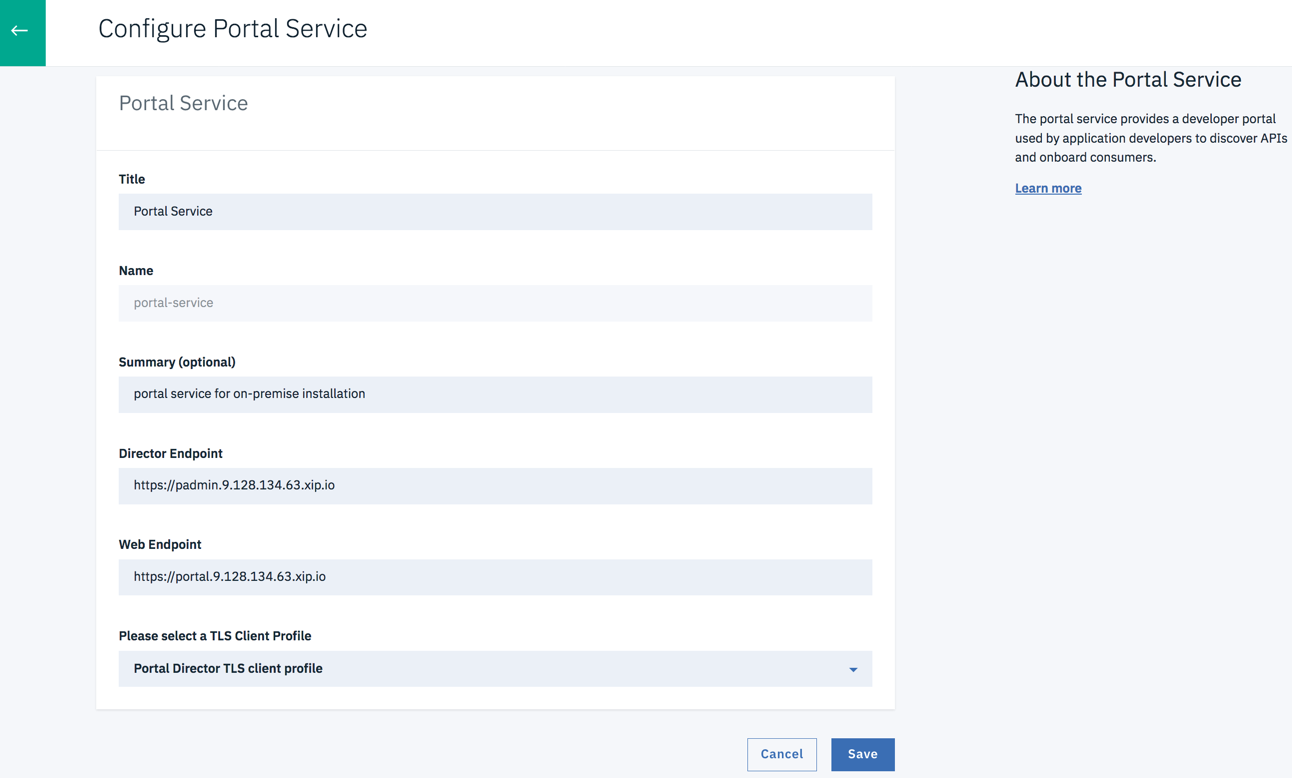 Configure Portal Service
Portal Service
Title
Portal Service
Name
portal-service
Summary (optional)
portal service for on-premise installation
Director Endpoint
https://padmin.9.128.134.63.xip.io
Web Endpoint
https://portal.9.128.134.63.xip.io
Please select a TLS Client Profile
Portal Director TLS client profile
Cancel
Save
About the Portal Service
The portal service provides a developer portal
used by application developers to discover APIs
and onboard consumers.
Learn more